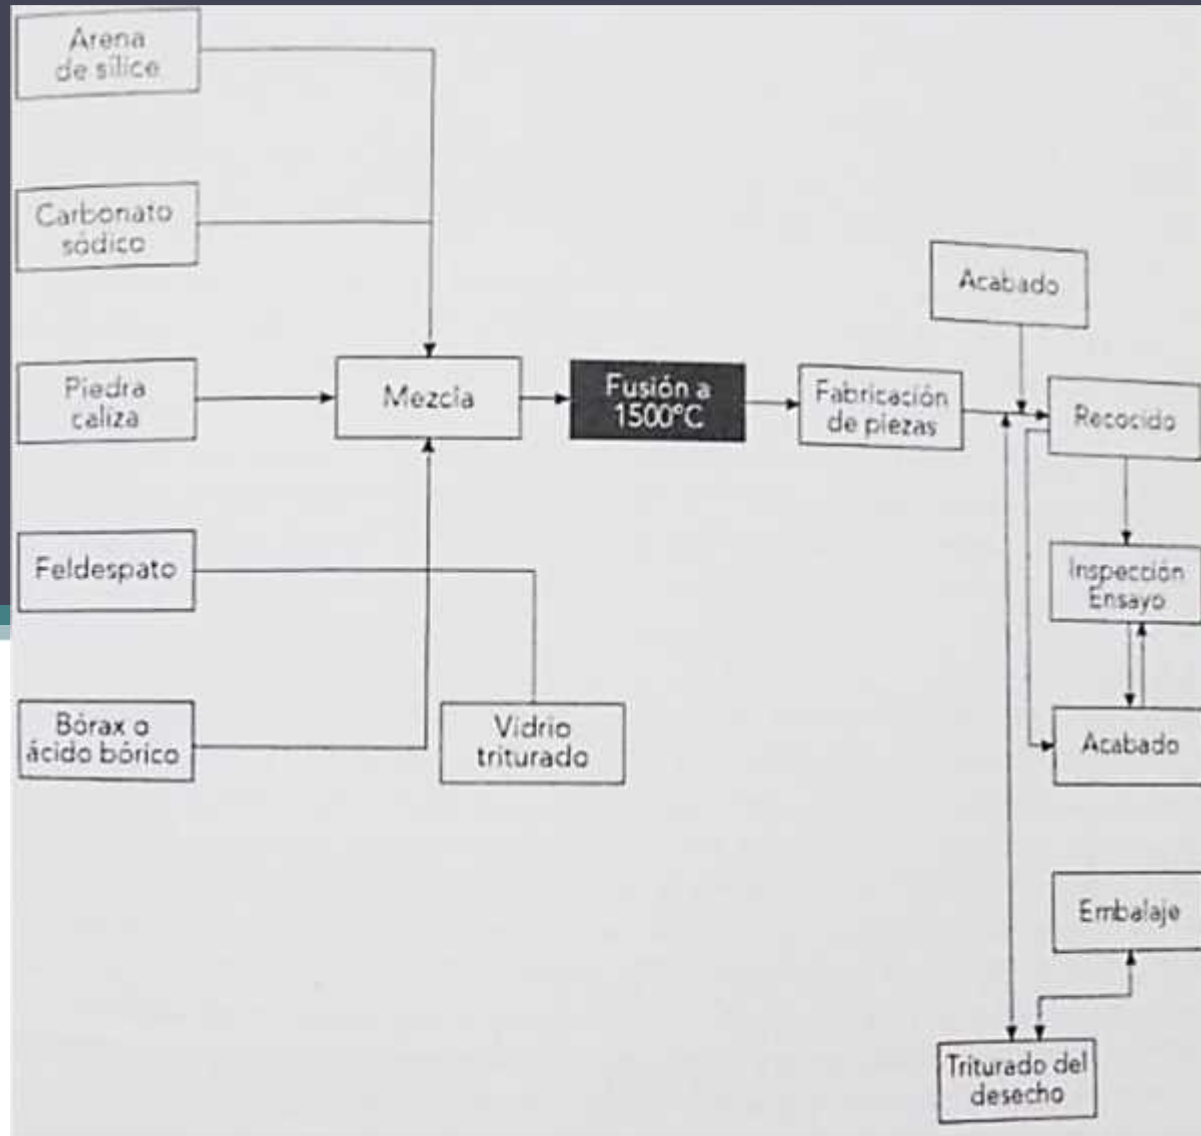 Arena
de sílice
Carbonato
sódico
Piedra
caliza
Feldespato
Bórax o
ácido bórico
Mezcla
Vidrio
triturado
Fusión a
1500°C
Fabricación
de piezas
Acabado
Recocido
Inspección
Ensayo
Acabado
Embalaje
Triturado del
desecho